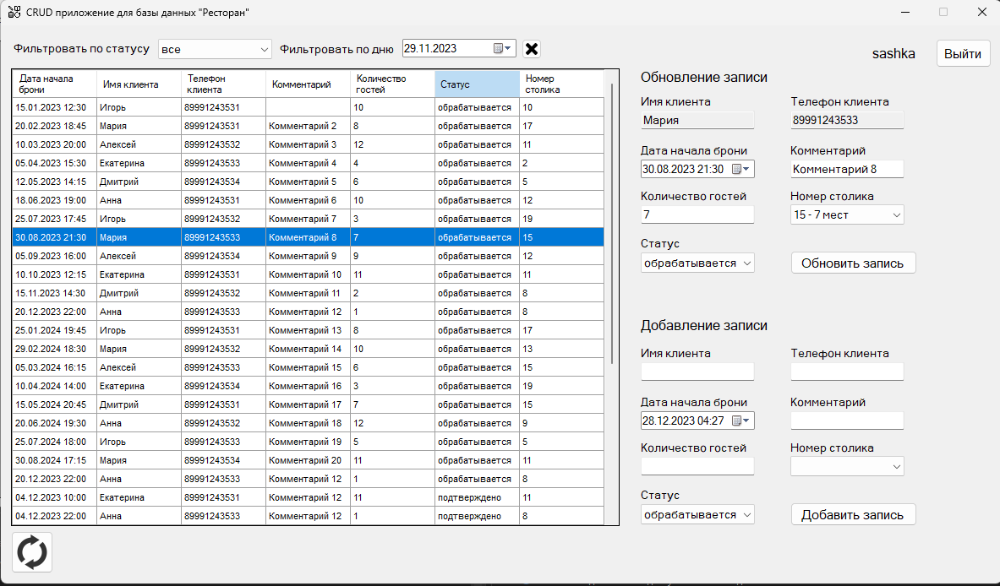 CRUD приложение для базы данных "Ресторан"
Фильтровать по статусу все Фильтровать по дню 29.11.2023
sashka Выйти
Дата начала брони Имя клиента Телефон клиента Комментарий Количество гостей Статус Номер столика
15.01.2023 12:30 Игорь 89991243531 10 обрабатывается 10
20.02.2023 18:45 Мария 89991243531 Комментарий 2 8 обрабатывается 17
10.03.2023 20:00 Алексей 89991243532 Комментарий 3 12 обрабатывается 11
05.04.2023 15:30 Екатерина 89991243533 Комментарий 4 4 обрабатывается 2
12.05.2023 14:15 Дмитрий 89991243534 Комментарий 5 6 обрабатывается 5
18.06.2023 19:00 Анна 89991243531 Комментарий 6 10 обрабатывается 12
25.07.2023 17:45 Игорь 89991243532 Комментарий 7 3 обрабатывается 19
30.08.2023 21:30 Мария 89991243533 Комментарий 8 7 обрабатывается 15
05.09.2023 16:00 Алексей 89991243534 Комментарий 9 9 обрабатывается 12
10.10.2023 12:15 Екатерина 89991243531 Комментарий 10 11 обрабатывается 11
15.11.2023 14:30 Дмитрий 89991243532 Комментарий 11 2 обрабатывается 8
20.12.2023 22:00 Анна 89991243533 Комментарий 12 1 обрабатывается 8
25.01.2024 19:45 Игорь 89991243531 Комментарий 13 8 обрабатывается 17
29.02.2024 18:30 Мария 89991243532 Комментарий 14 10 обрабатывается 13
05.03.2024 16:15 Алексей 89991243533 Комментарий 15 6 обрабатывается 15
10.04.2024 14:00 Екатерина 89991243534 Комментарий 16 3 обрабатывается 19
15.05.2024 20:45 Дмитрий 89991243531 Комментарий 17 7 обрабатывается 15
20.06.2024 19:30 Анна 89991243532 Комментарий 18 12 обрабатывается 9
25.07.2024 18:00 Игорь 89991243533 Комментарий 19 5 обрабатывается 5
30.08.2024 17:15 Мария 89991243534 Комментарий 20 11 обрабатывается 11
20.12.2023 22:00 Анна 89991243533 Комментарий 12 1 обрабатывается 8
04.12.2023 10:00 Екатерина 89991243531 Комментарий 12 11 подтверждено 11
04.12.2023 22:00 Анна 89991243533 Комментарий 12 1 подтверждено 8
Обновление записи
Имя клиента Телефон клиента
Мария 89991243533
Дата начала брони Комментарий
30.08.2023 21:30 Комментарий 8
Количество гостей Номер столика
7 15 - 7 мест
Статус
обрабатывается Обновить запись
Добавление записи
Имя клиента Телефон клиента
Дата начала брони Комментарий
28.12.2023 04:27
Количество гостей Номер столика
Статус
обрабатывается Добавить запись